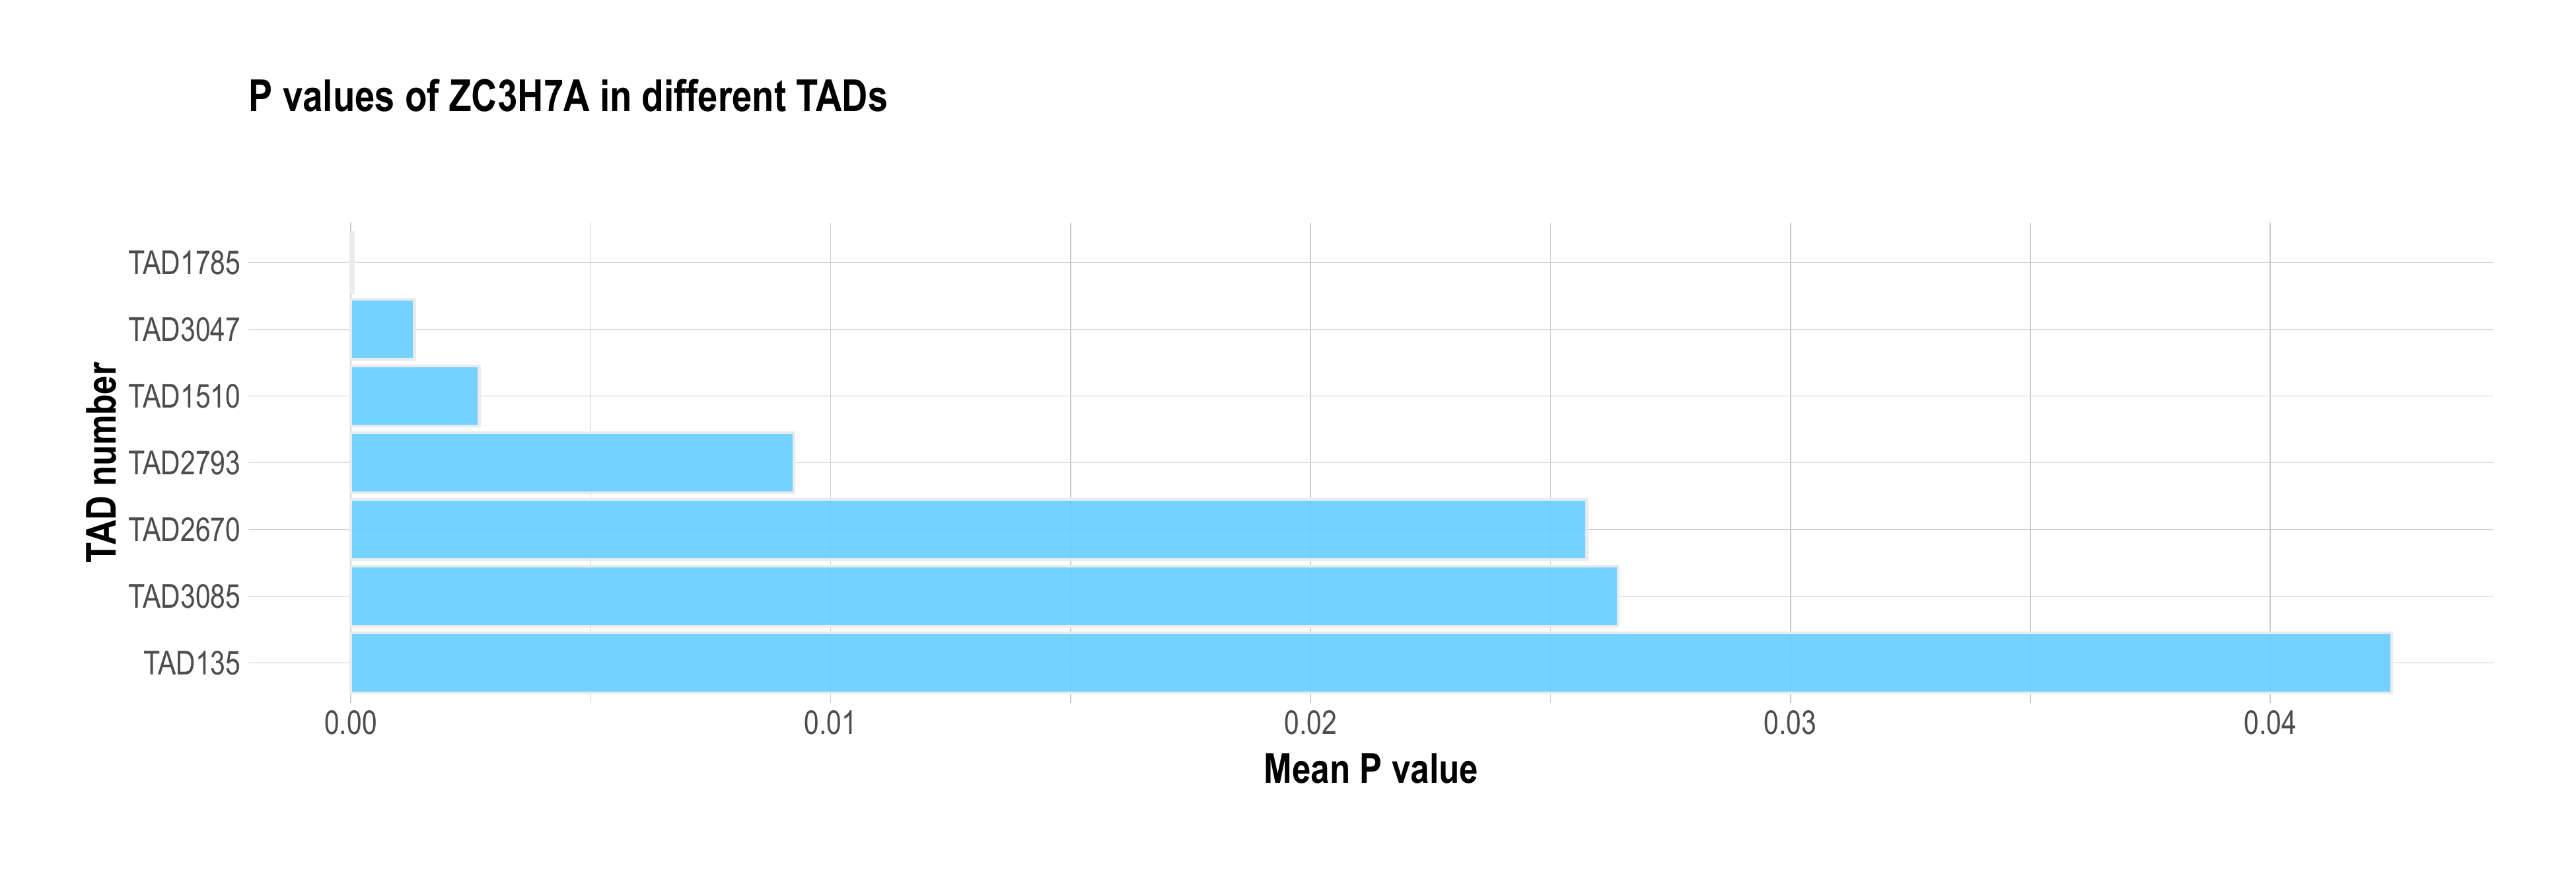 P values of ZC3H7A in different TADs
TAD number
TAD1785
TAD3047
TAD1510
TAD2793
TAD2670
TAD3085
TAD135
0.00 0.01 0.02 0.03 0.04
Mean P value